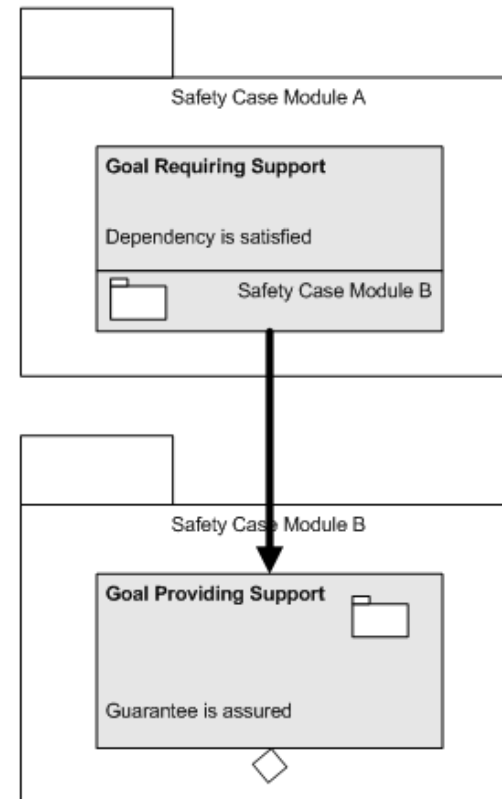 Safety Case Module A
Goal Requiring Support
Dependency is satisfied
Safety Case Module B
Safety Case Module B
Goal Providing Support
Guarantee is assured